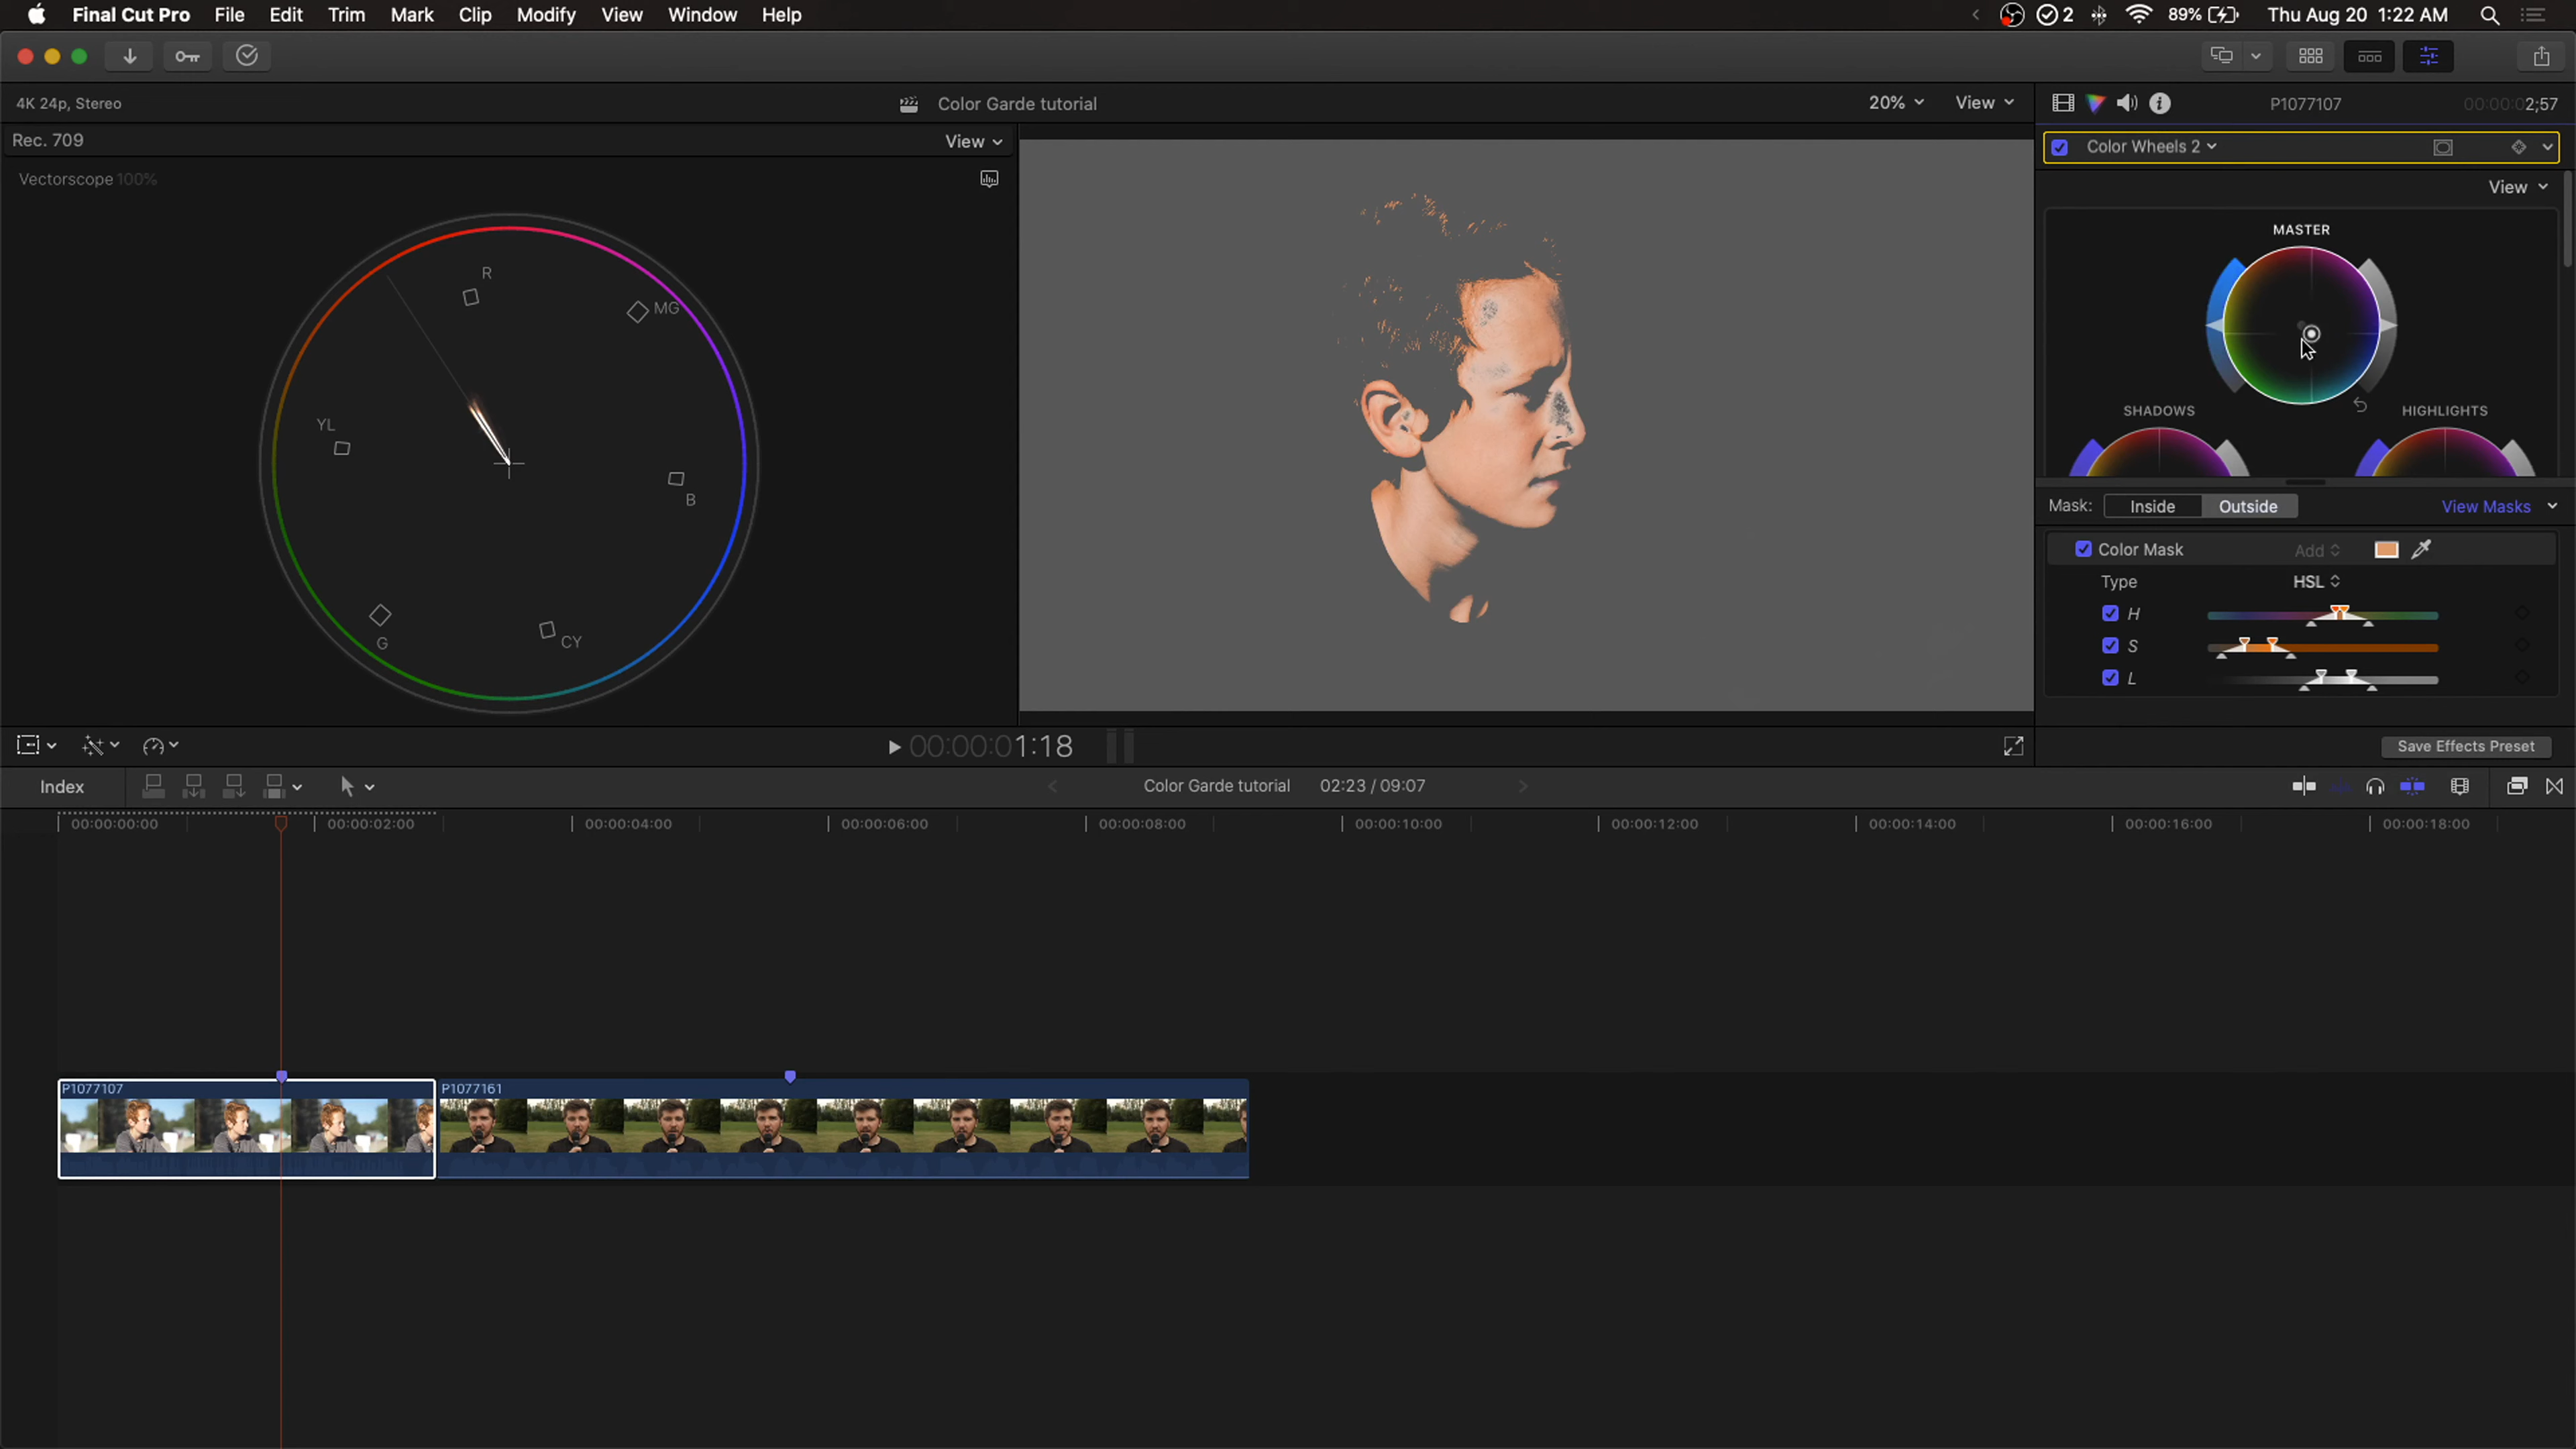 Final Cut Pro File Edit Trim Mark Clip Modify View Window Help 2 89% Thu Aug 20 1:22 AM
4K 24p, Stereo Color Garde tutorial 20% View P1077107 00:00:02;57
Rec. 709 View Color Wheels 2
Vectorscope 100% View
MASTER
R
MG
YL
B
G
CY
SHADOWS HIGHLIGHTS
Mask: Inside Outside View Masks
Color Mask Add
Type HSL
H
S
L
00:00:01:18 Save Effects Preset
Index Color Garde tutorial 02:23 / 09:07
00:00:00:00 00:00:02:00 00:00:04:00 00:00:06:00 00:00:08:00 00:00:10:00 00:00:12:00 00:00:14:00 00:00:16:00 00:00:18:00
P1077107 P1077161